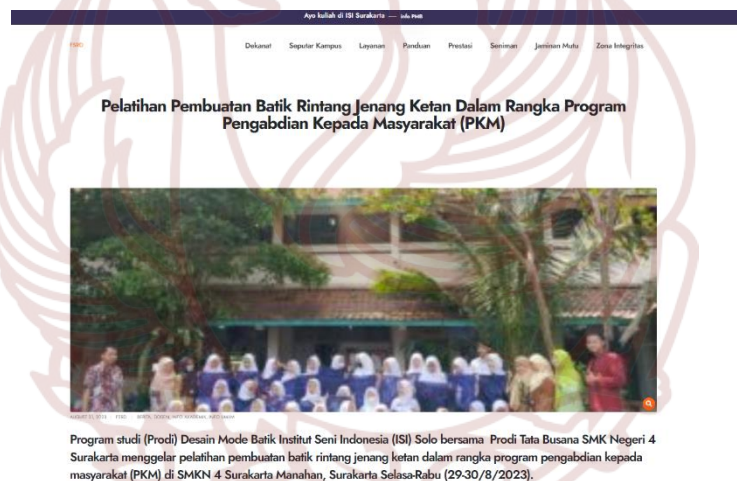 Ayo kuliah di ISI Surakarta — Info PMB
FSRD
Dekanat Seputar Kampus Layanan Panduan Prestasi Seniman Jaminan Mutu Zona Integritas
Pelatihan Pembuatan Batik Rintang Jenang Ketan Dalam Rangka Program
Pengabdian Kepada Masyarakat (PKM)
Program studi (Prodi) Desain Mode Batik Institut Seni Indonesia (ISI) Solo bersama Prodi Tata Busana SMK Negeri 4
Surakarta menggelar pelatihan pembuatan batik rintang jenang ketan dalam rangka program pengabdian kepada
masyarakat (PKM) di SMKN 4 Surakarta Manahan, Surakarta Selasa-Rabu (29-30/8/2023).